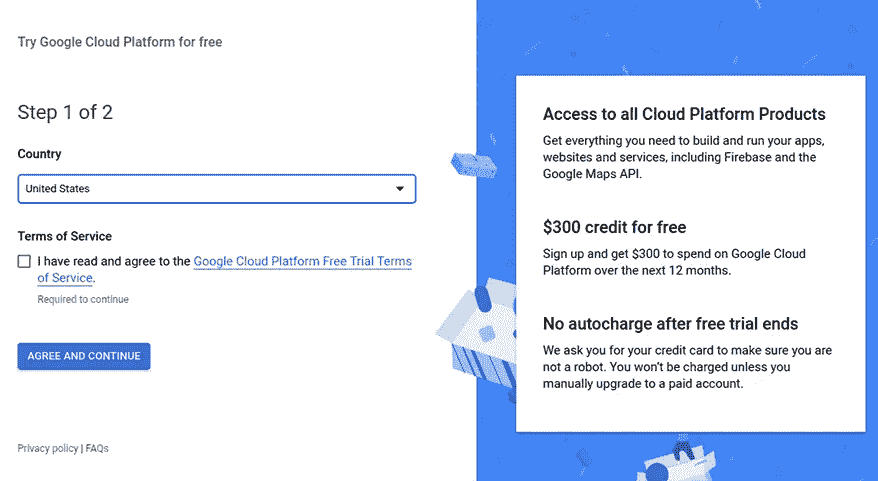 Try Google Cloud Platform for free
Step 1 of 2
Country
United States
Terms of Service
I have read and agree to the Google Cloud Platform Free Trial Terms
of Service.
Required to continue
AGREE AND CONTINUE
Privacy policy | FAQs
Access to all Cloud Platform Products
Get everything you need to build and run your apps,
websites and services, including Firebase and the
Google Maps API.
$300 credit for free
Sign up and get $300 to spend on Google Cloud
Platform over the next 12 months.
No autocharge after free trial ends
We ask you for your credit card to make sure you are
not a robot. You won't be charged unless you
manually upgrade to a paid account.